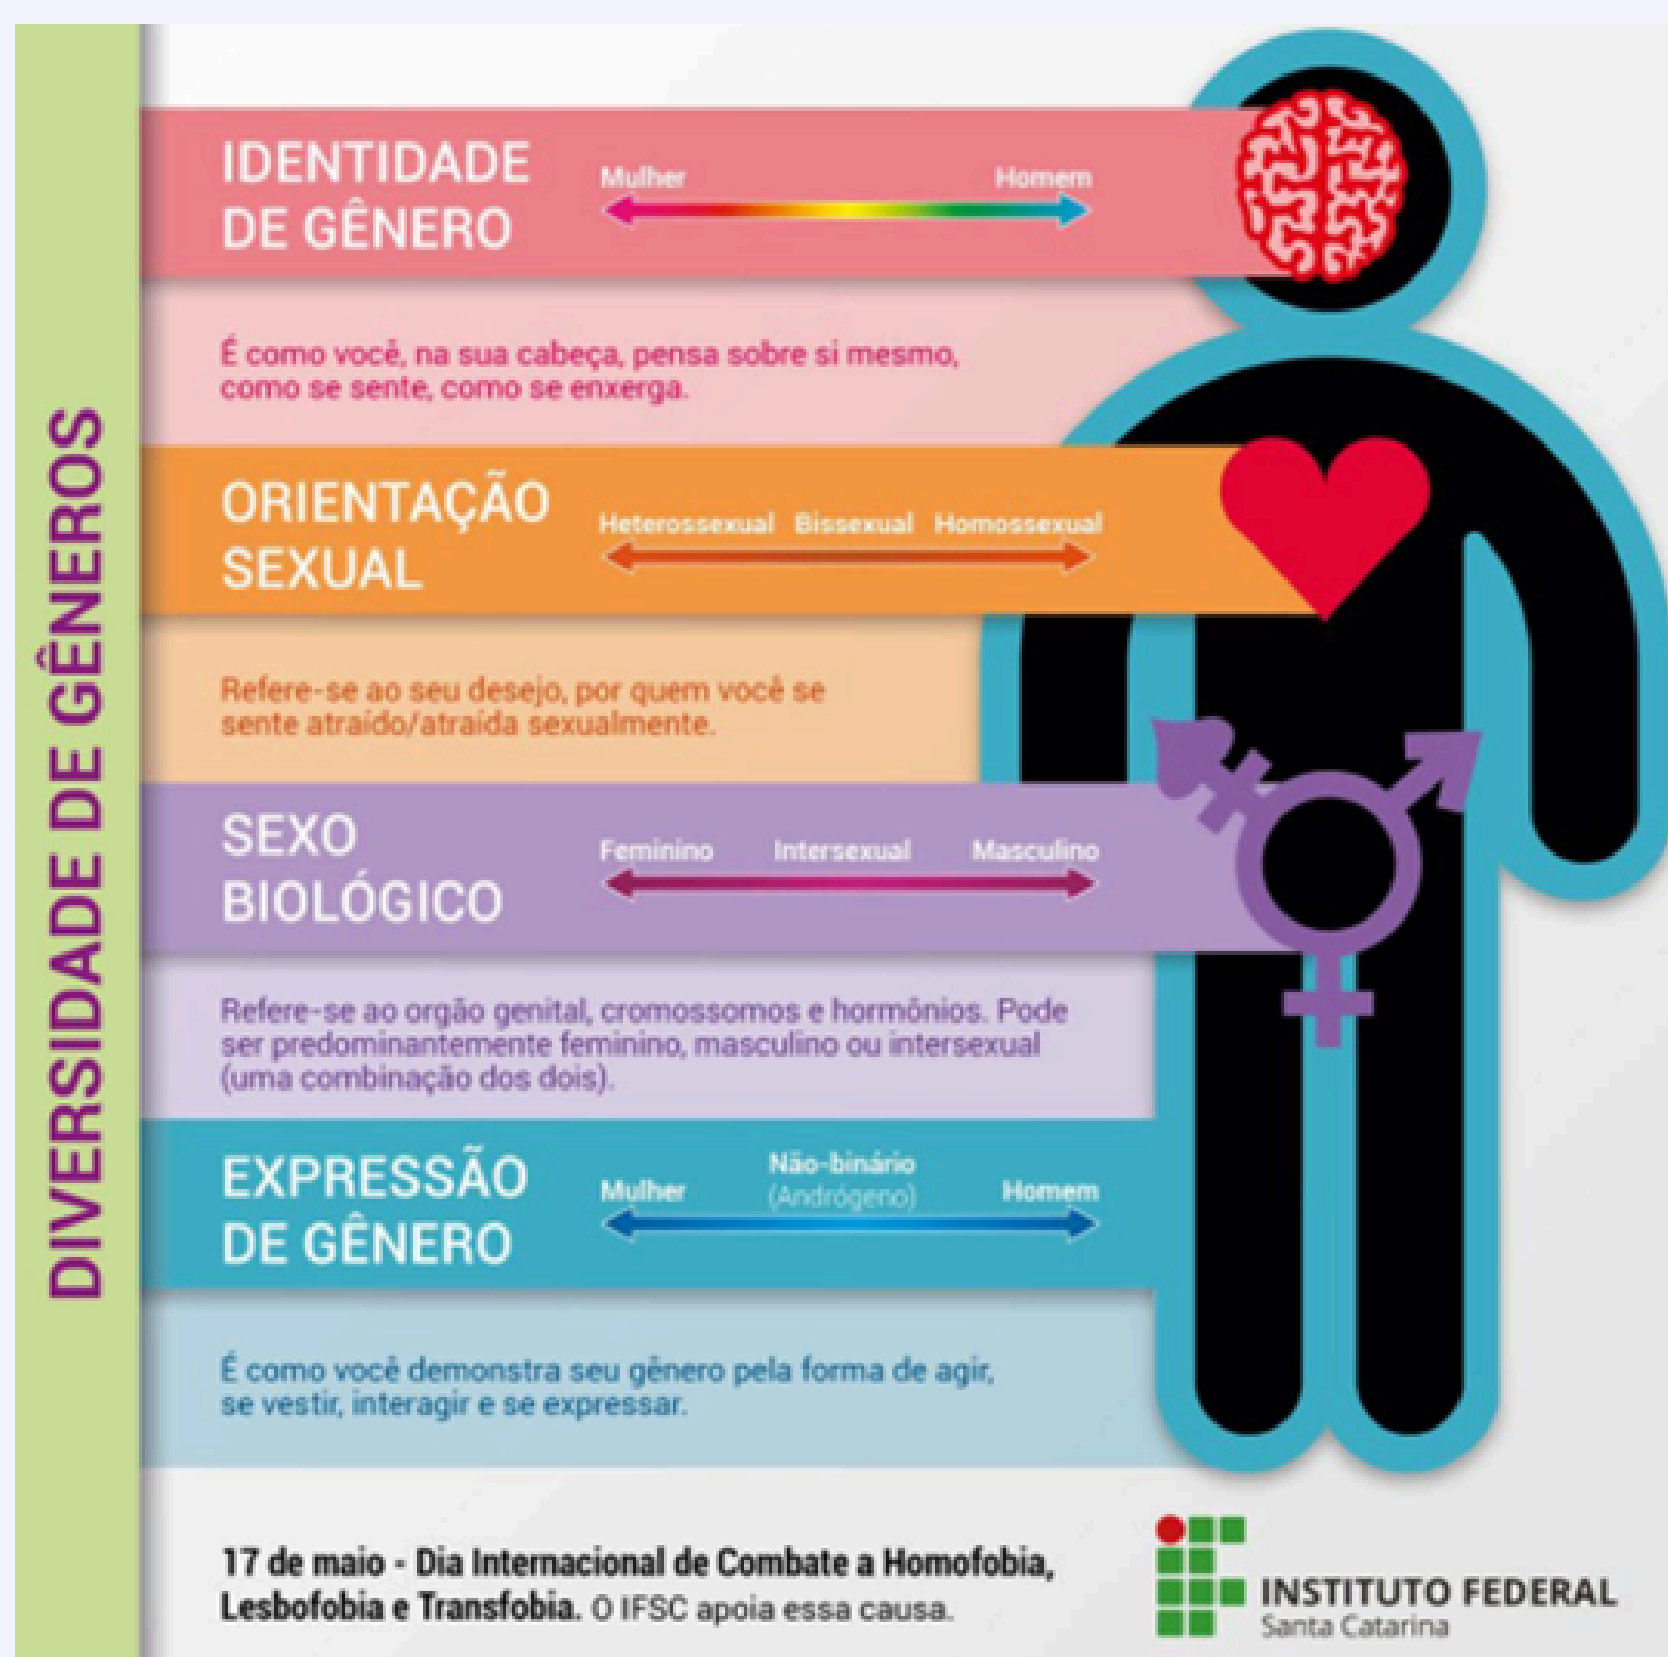 DIVERSIDADE DE GÊNEROS
IDENTIDADE
DE GÊNERO
Mulher Homem
É como você, na sua cabeça, pensa sobre si mesmo,
como se sente, como se enxerga.
ORIENTAÇÃO
SEXUAL
Heterossexual Bissexual Homossexual
Refere-se ao seu desejo, por quem você se
sente atraído/atraída sexualmente.
SEXO
BIOLÓGICO
Feminino Intersexual Masculino
Refere-se ao orgão genital, cromossomos e hormônios. Pode
ser predominantemente feminino, masculino ou intersexual
(uma combinação dos dois).
EXPRESSÃO
DE GÊNERO
Mulher Não-binário Homem
(Andrógeno)
É como você demonstra seu gênero pela forma de agir,
se vestir, interagir e se expressar.
17 de maio - Dia Internacional de Combate a Homofobia,
Lesbofobia e Transfobia. O IFSC apoia essa causa.
INSTITUTO FEDERAL
Santa Catarina